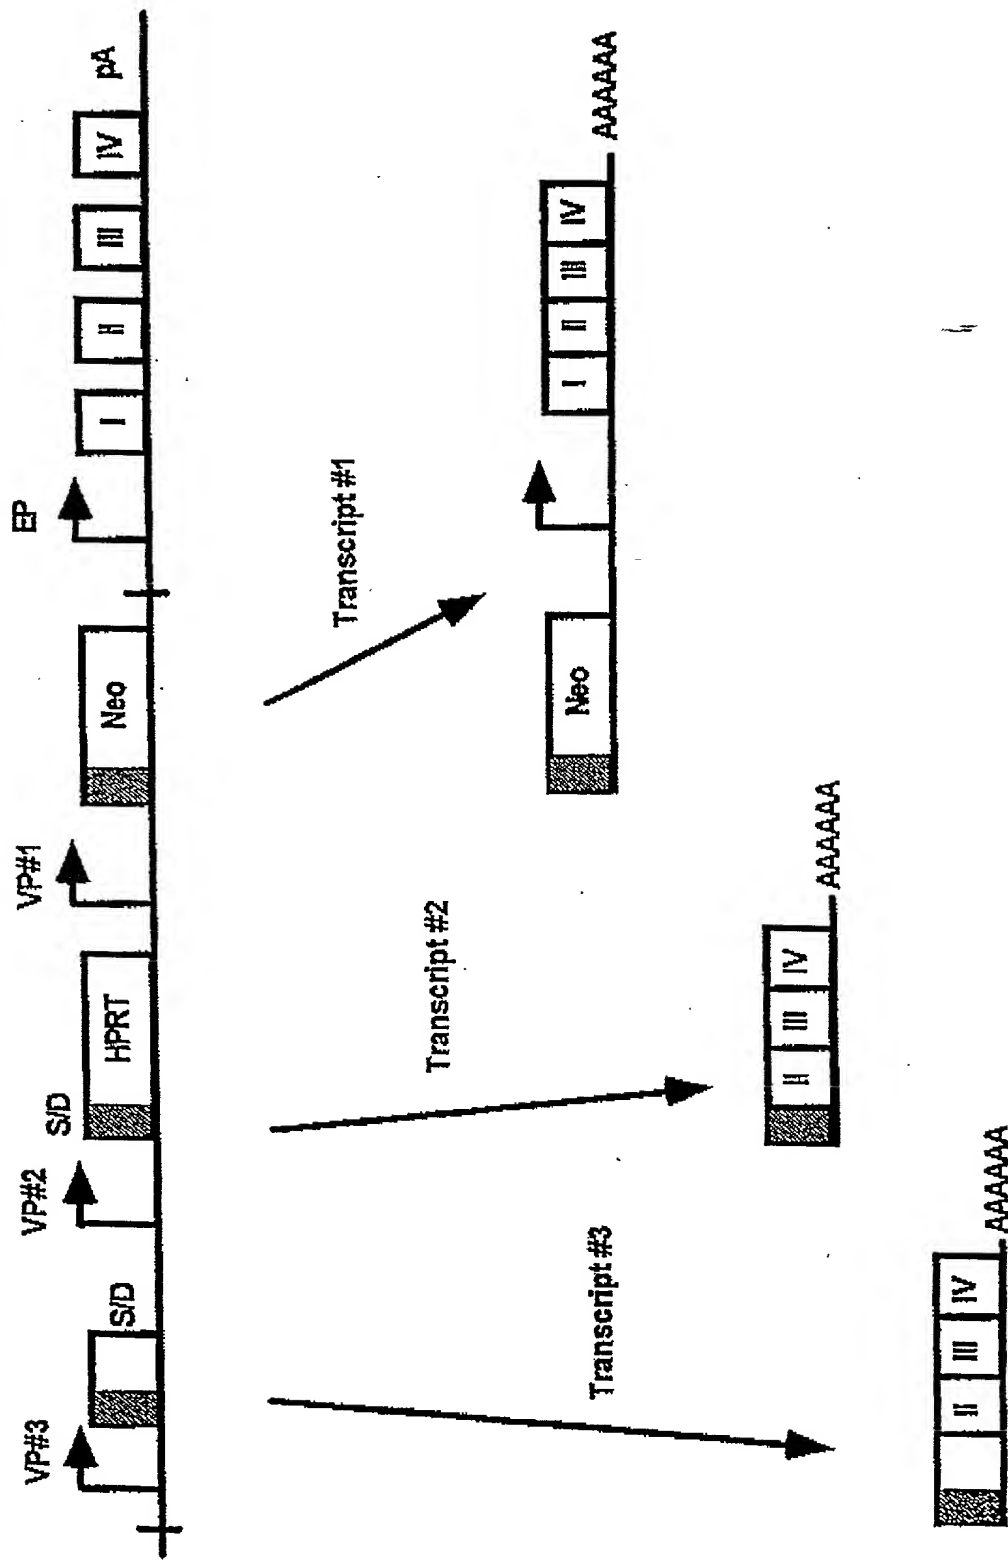 EP
VP#3
VP#2
VP#1
S/D
S/D
HPRT
Neo
I
II
III
IV
pA
Transcript #3
Transcript #2
Transcript #1
Neo
I
II
III
IV
AAAAAA
II
III
IV
AAAAAA
II
III
IV
AAAAAA